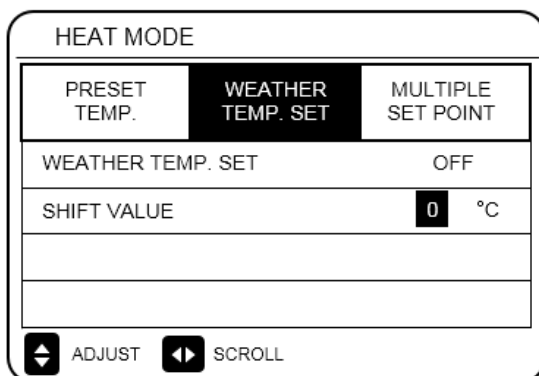 HEAT MODE
PRESET TEMP.
WEATHER TEMP. SET
MULTIPLE SET POINT
WEATHER TEMP. SET OFF
SHIFT VALUE 0 °C
ADJUST SCROLL